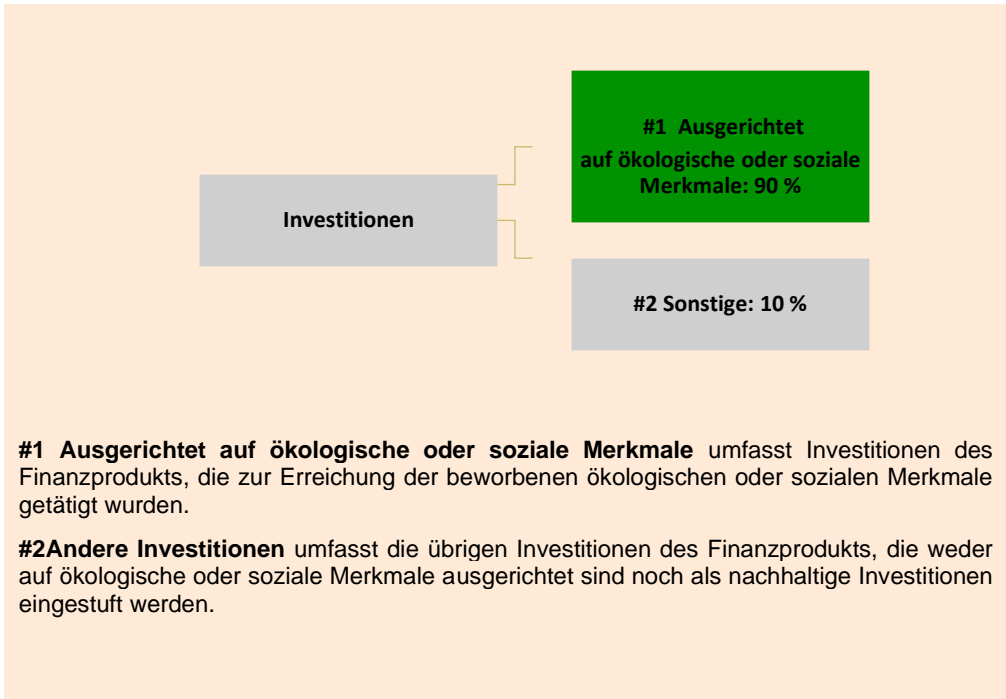 #1 Ausgerichtet
auf ökologische oder soziale
Merkmale: 90 %
Investitionen
#2 Sonstige: 10 %
#1 Ausgerichtet auf ökologische oder soziale Merkmale umfasst Investitionen des
Finanzprodukts, die zur Erreichung der beworbenen ökologischen oder sozialen Merkmale
getätigt wurden.
#2Andere Investitionen umfasst die übrigen Investitionen des Finanzprodukts, die weder
auf ökologische oder soziale Merkmale ausgerichtet sind noch als nachhaltige Investitionen
eingestuft werden.